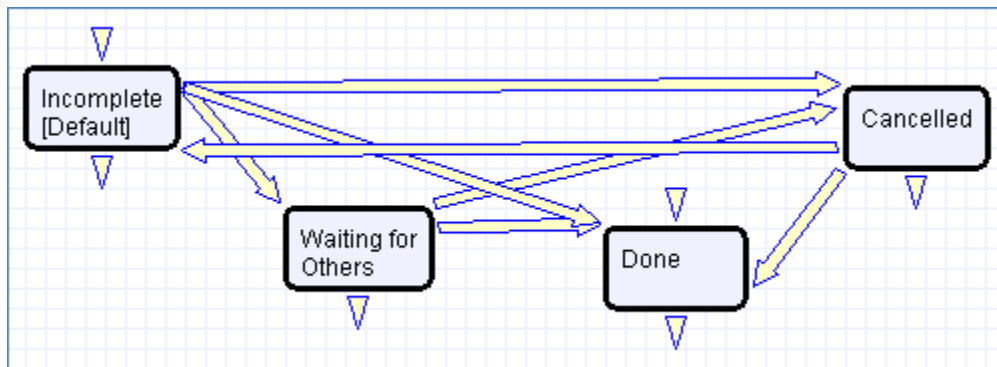 Incomplete
[Default]
Cancelled
Waiting for
Others
Done